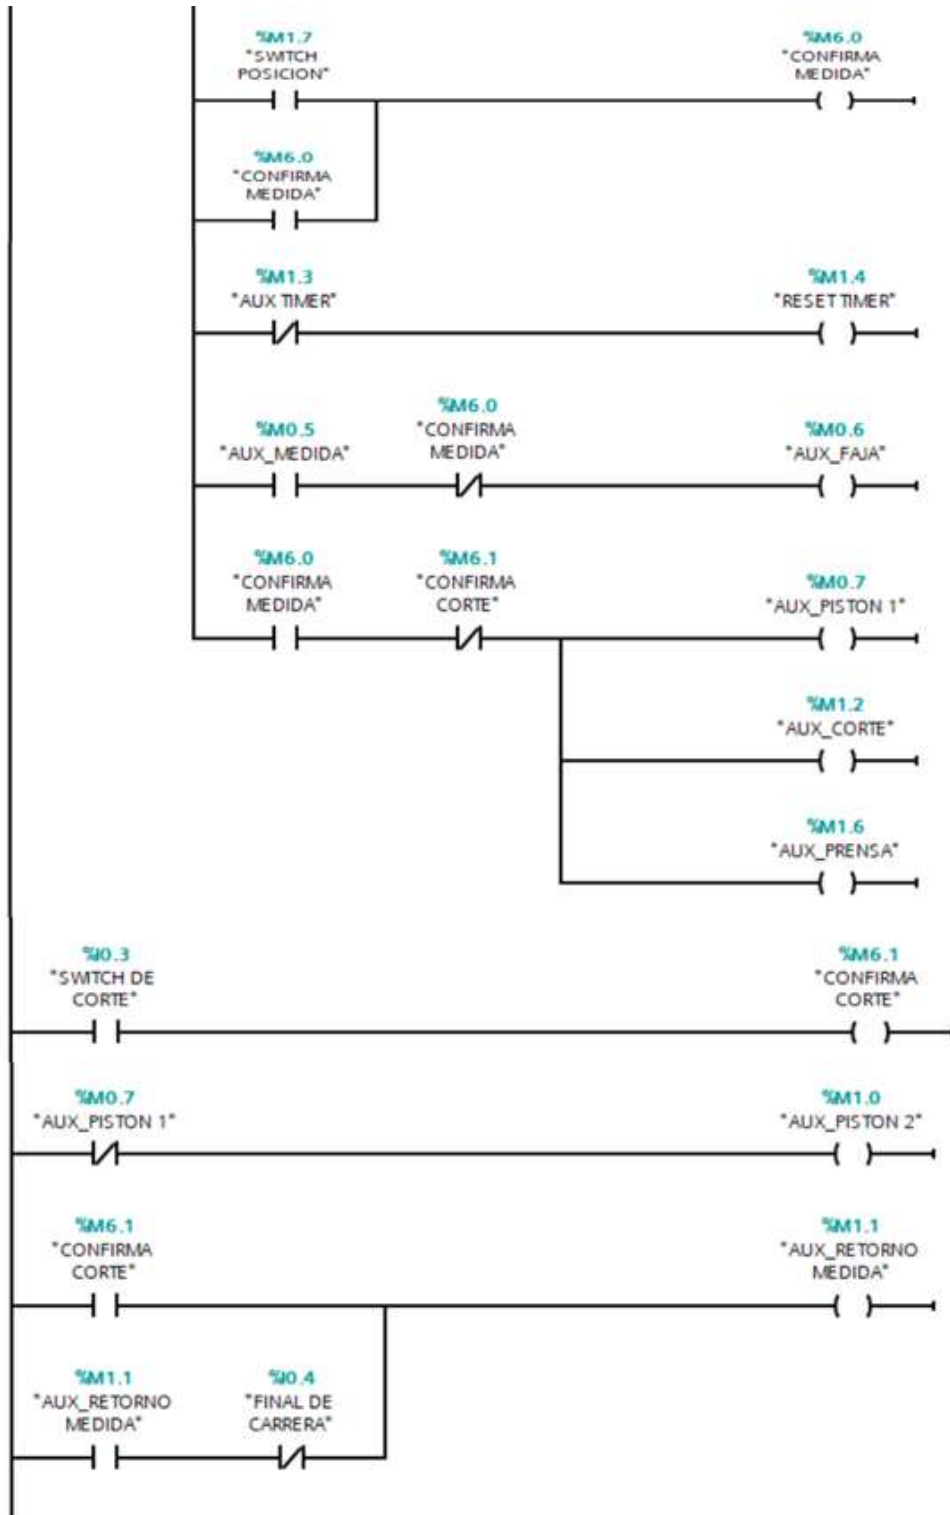 %M1.7
"SWITCH
POSICION"
%M6.0
"CONFIRMA
MEDIDA"
%M6.0
"CONFIRMA
MEDIDA"
%M1.3
"AUX TIMER"
%M1.4
"RESET TIMER"
%M0.5
"AUX_MEDIDA"
%M6.0
"CONFIRMA
MEDIDA"
%M0.6
"AUX_FAJA"
%M6.0
"CONFIRMA
MEDIDA"
%M6.1
"CONFIRMA
CORTE"
%M0.7
"AUX_PISTON 1"
%M1.2
"AUX_CORTE"
%M1.6
"AUX_PRENSA"
%I0.3
"SWITCH DE
CORTE"
%M6.1
"CONFIRMA
CORTE"
%M0.7
"AUX_PISTON 1"
%M1.0
"AUX_PISTON 2"
%M6.1
"CONFIRMA
CORTE"
%M1.1
"AUX_RETORNO
MEDIDA"
%M1.1
"AUX_RETORNO
MEDIDA"
%I0.4
"FINAL DE
CARRERA"